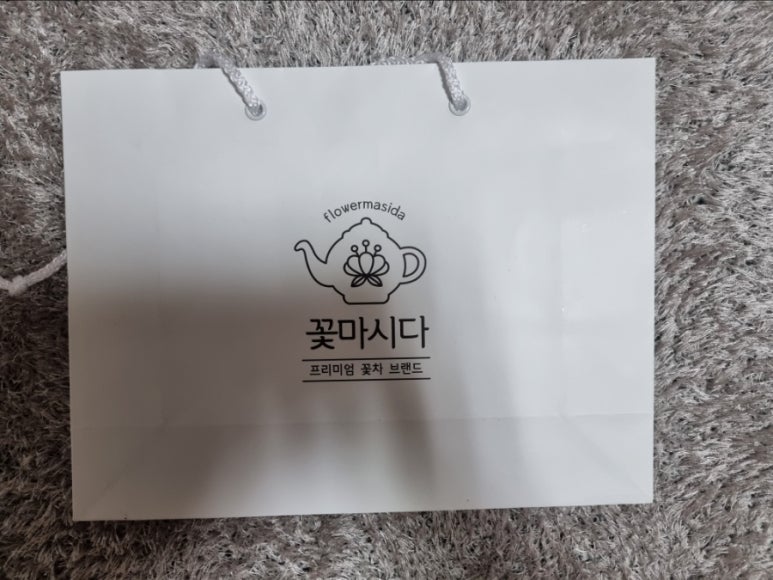 flowermasida
꽃마시다
프리미엄 꽃차 브랜드